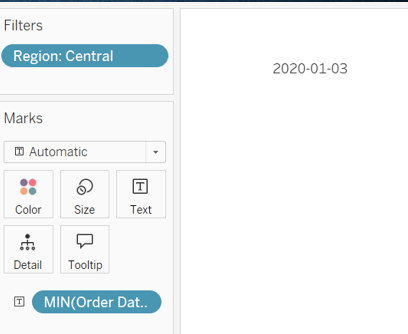 Filters
Region: Central
2020-01-03
Marks
Automatic
Color
Size
Text
Detail
Tooltip
MIN(Order Dat..